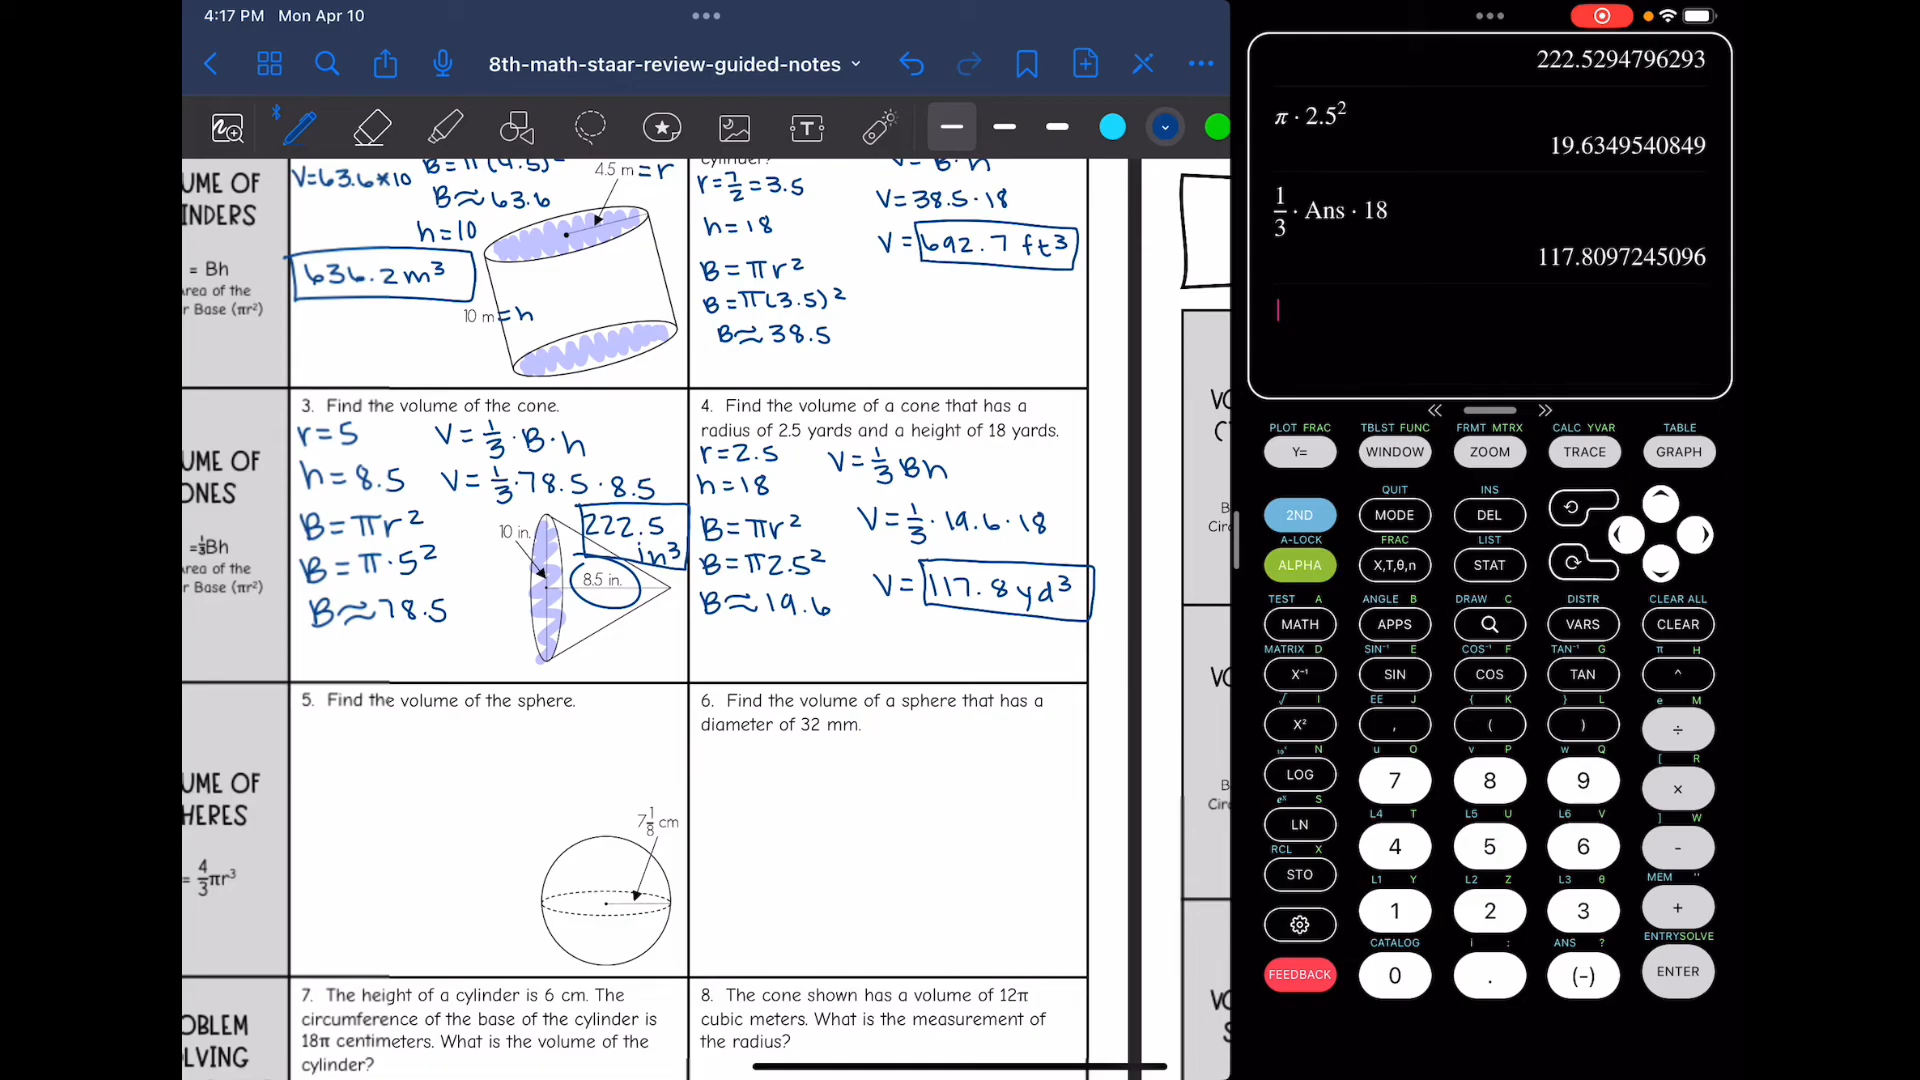 4:17 PM Mon Apr 10
8th-math-staar-review-guided-notes
UME OF
INDERS
= Bh
rea of the
r Base (πr²)
V=63.6*10
B≈63.6
h=10
636.2 m³
4.5 m = r
10 m = h
cylinder?
r=7/2=3.5
h=18
B=πr²
B=π(3.5)²
B≈38.5
V=B·h
V=38.5·18
V=692.7 ft³
UME OF
ONES
=⅓Bh
rea of the
r Base (πr²)
3. Find the volume of the cone.
r=5
h=8.5
B=πr²
B=π·5²
B≈78.5
V=⅓·B·h
V=⅓·78.5·8.5
222.5
in³
10 in.
8.5 in.
4. Find the volume of a cone that has a
radius of 2.5 yards and a height of 18 yards.
r=2.5
h=18
B=πr²
B=π2.5²
B≈19.6
V=⅓Bh
V=⅓·19.6·18
V=117.8 yd³
UME OF
HERES
= 4/3πr³
5. Find the volume of the sphere.
7⅛ cm
6. Find the volume of a sphere that has a
diameter of 32 mm.
OBLEM
LVING
7. The height of a cylinder is 6 cm. The
circumference of the base of the cylinder is
18π centimeters. What is the volume of the
cylinder?
8. The cone shown has a volume of 12π
cubic meters. What is the measurement of
the radius?
222.5294796293
π·2.5²
19.6349540849
1/3·Ans·18
117.8097245096
PLOT FRAC TBLST FUNC FRMT MTRX CALC YVAR TABLE
Y= WINDOW ZOOM TRACE GRAPH
QUIT INS
2ND MODE DEL
A-LOCK FRAC LIST
ALPHA X,T,θ,n STAT
TEST A ANGLE B DRAW C DISTR CLEAR ALL
MATH APPS VARS CLEAR
MATRIX D SIN⁻¹ E COS⁻¹ F TAN⁻¹ G π H
X⁻¹ SIN COS TAN ^
√ I EE J { K } L e M
X² , ( ) ÷
10ˣ N u O v P w Q [ R
LOG 7 8 9 ×
eˣ S L4 T L5 U L6 V ] W
LN 4 5 6 -
RCL X L1 Y L2 Z L3 θ MEM "
STO 1 2 3 +
CATALOG i : ANS ? ENTRY SOLVE
FEEDBACK 0 . (-) ENTER